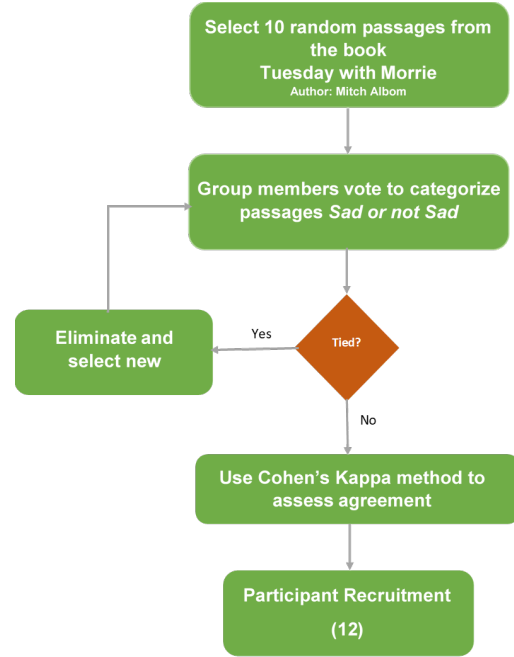 Select 10 random passages from
the book
Tuesday with Morrie
Author: Mitch Albom
Group members vote to categorize
passages Sad or not Sad
Tied?
Yes
Eliminate and
select new
No
Use Cohen’s Kappa method to
assess agreement
Participant Recruitment
(12)